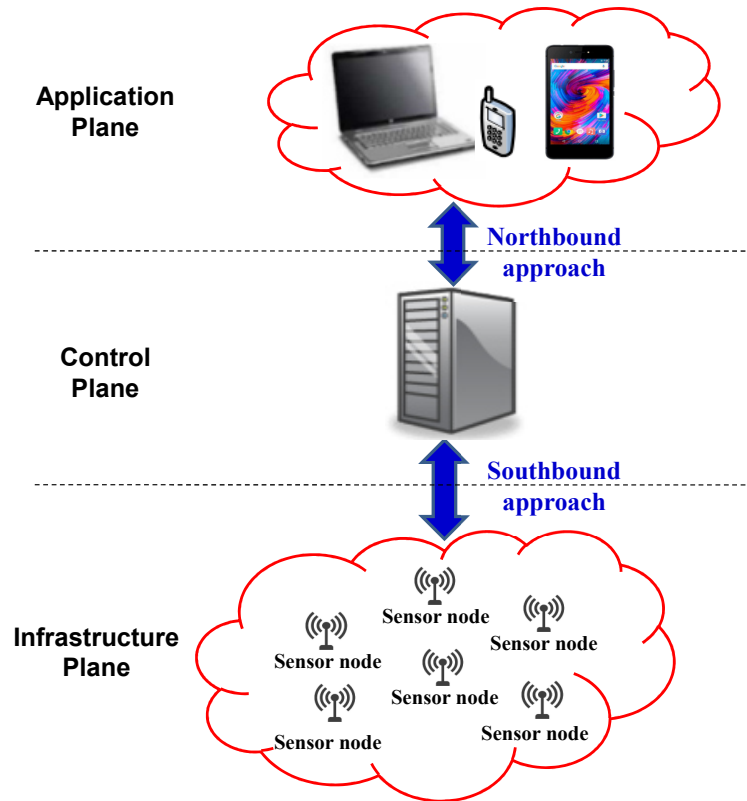 Application
Plane
Northbound
approach
Control
Plane
Southbound
approach
Infrastructure
Plane
Sensor node
Sensor node
Sensor node
Sensor node
Sensor node
Sensor node